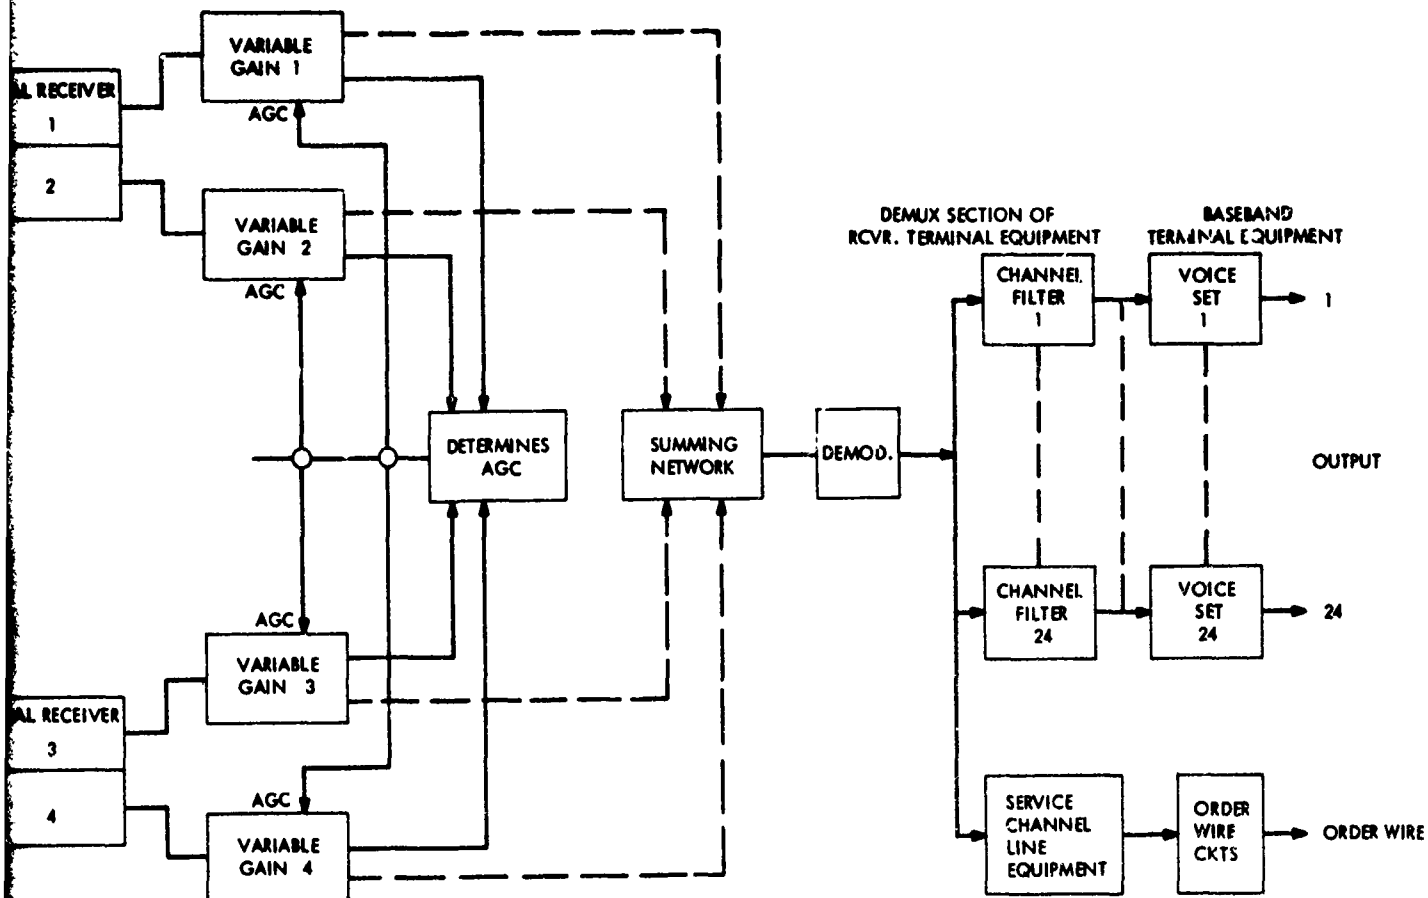 VARIABLE
GAIN 1
AGC
RECEIVER
1
2
VARIABLE
GAIN 2
AGC
DETERMINES
AGC
SUMMING
NETWORK
DEMOD.
DEMUX SECTION OF
RCVR. TERMINAL EQUIPMENT
BASEBAND
TERMINAL EQUIPMENT
CHANNEL
FILTER
1
VOICE
SET
1
1
OUTPUT
CHANNEL
FILTER
24
VOICE
SET
24
24
AGC
VARIABLE
GAIN 3
RECEIVER
3
4
AGC
VARIABLE
GAIN 4
SERVICE
CHANNEL
LINE
EQUIPMENT
ORDER
WIRE
CKTS
ORDER WIRE